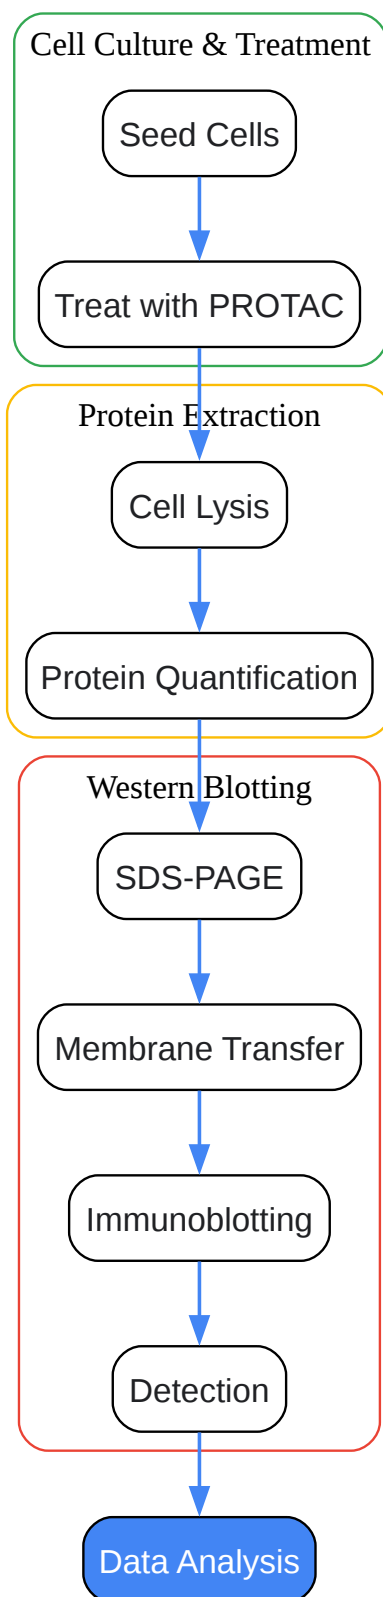 Cell Culture & Treatment
Seed Cells
Treat with PROTAC
Protein Extraction
Cell Lysis
Protein Quantification
Western Blotting
SDS-PAGE
Membrane Transfer
Immunoblotting
Detection
Data Analysis